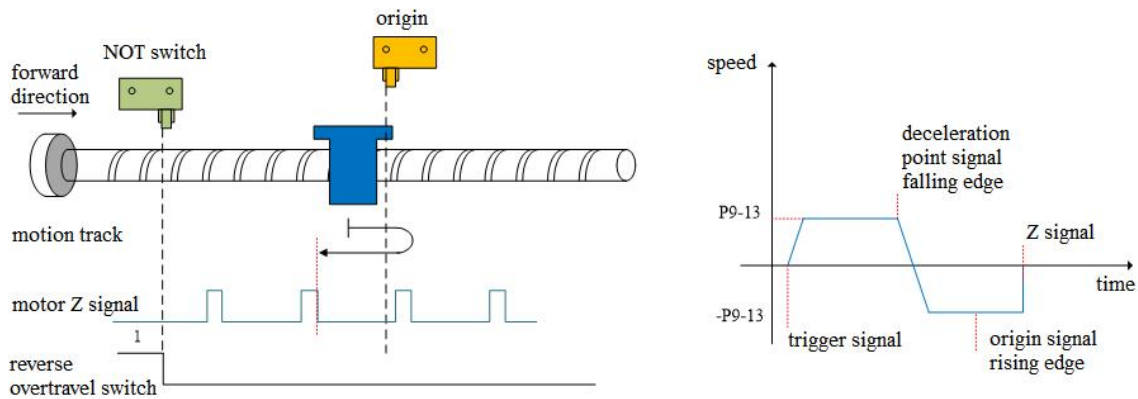 origin
NOT switch
forward
direction
motion track
motor Z signal
1
reverse
overtravel switch
speed
deceleration
point signal
falling edge
P9-13
Z signal
time
-P9-13
trigger signal
origin signal
rising edge